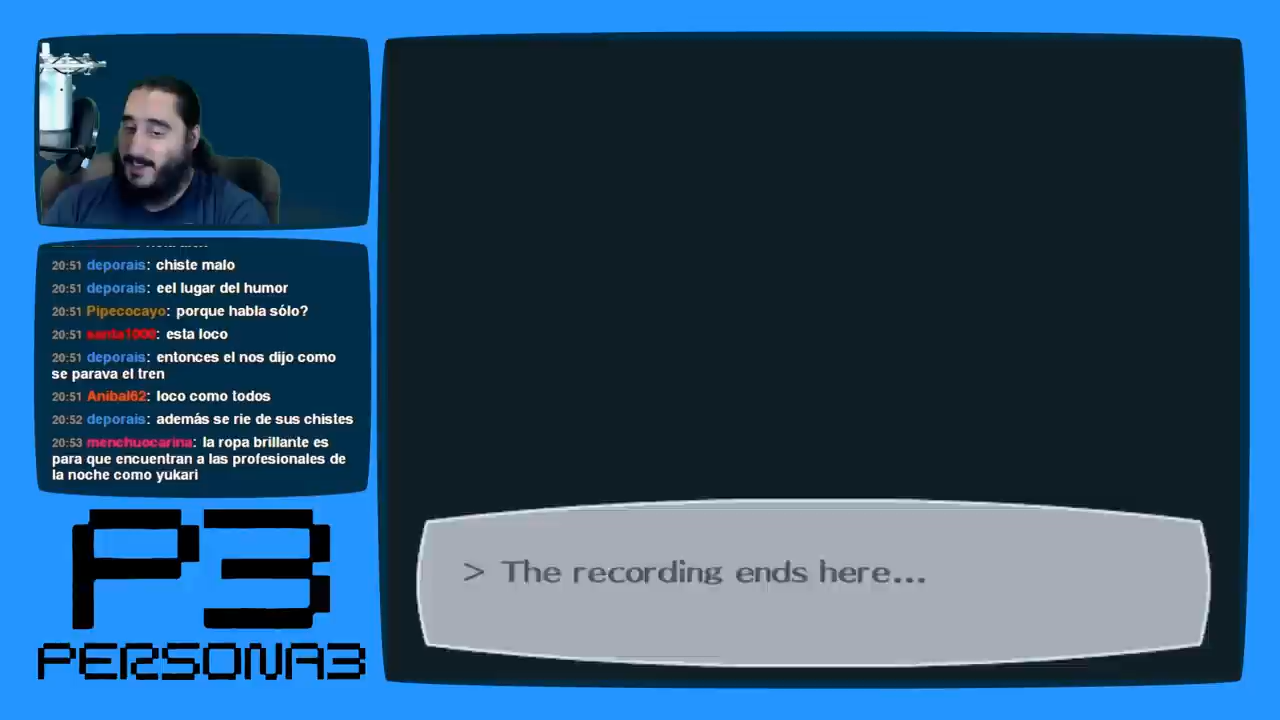 20:51 deporais: chiste malo
20:51 deporais: eel lugar del humor
20:51 Pipecocayo: porque habla sólo?
20:51 santa1000: esta loco
20:51 deporais: entonces el nos dijo como
se parava el tren
20:51 Anibal62: loco como todos
20:52 deporais: además se rie de sus chistes
20:53 menchuocarina: la ropa brillante es
para que encuentran a las profesionales de
la noche como yukari
P3
PERSONA3
> The recording ends here...